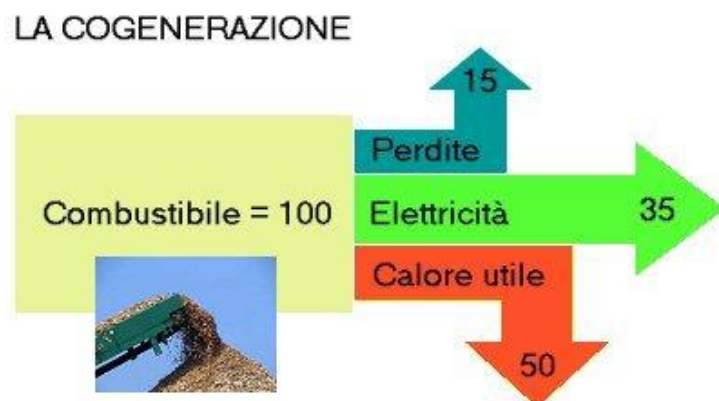 LA COGENERAZIONE
15
Perdite
Combustibile = 100
Elettricità
35
Calore utile
50